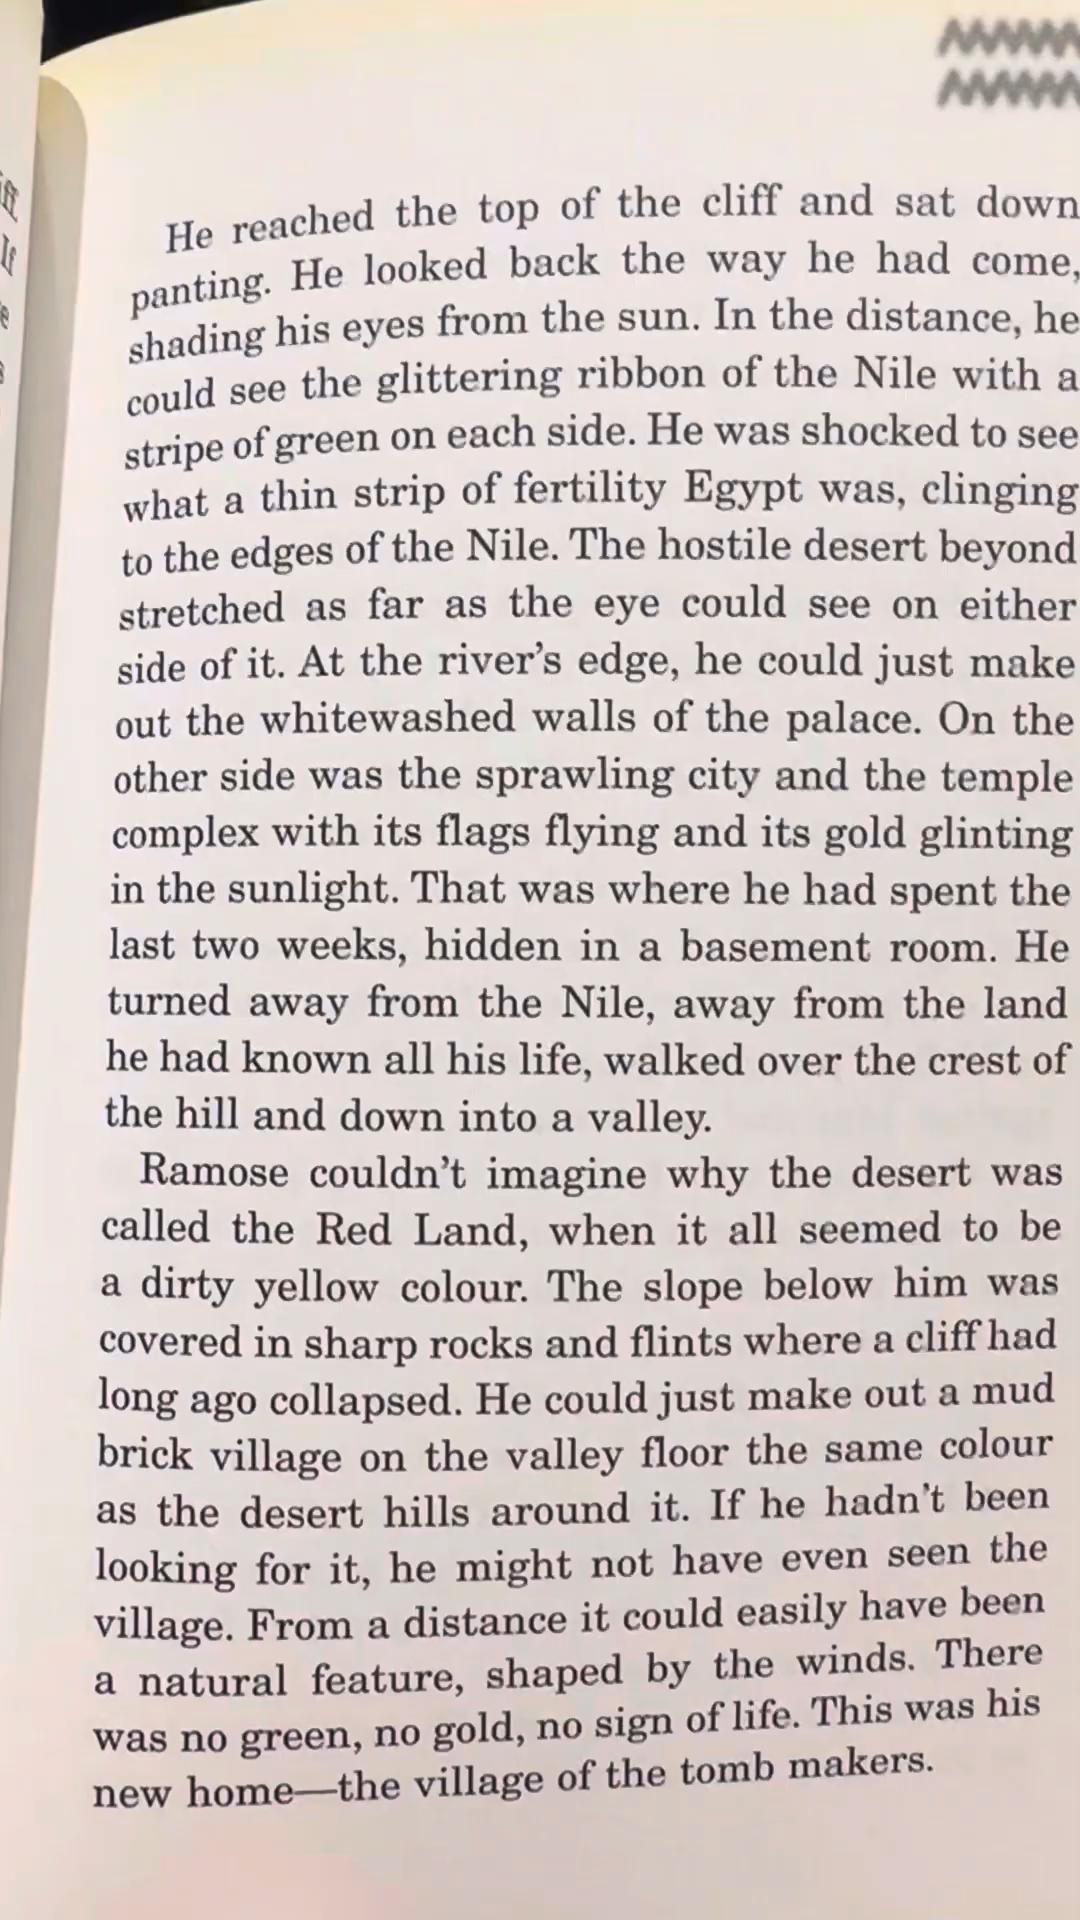 iff
If
He reached the top of the cliff and sat down
panting. He looked back the way he had come,
shading his eyes from the sun. In the distance, he
could see the glittering ribbon of the Nile with a
stripe of green on each side. He was shocked to see
what a thin strip of fertility Egypt was, clinging
to the edges of the Nile. The hostile desert beyond
stretched as far as the eye could see on either
side of it. At the river's edge, he could just make
out the whitewashed walls of the palace. On the
other side was the sprawling city and the temple
complex with its flags flying and its gold glinting
in the sunlight. That was where he had spent the
last two weeks, hidden in a basement room. He
turned away from the Nile, away from the land
he had known all his life, walked over the crest of
the hill and down into a valley.
Ramose couldn't imagine why the desert was
called the Red Land, when it all seemed to be
a dirty yellow colour. The slope below him was
covered in sharp rocks and flints where a cliff had
long ago collapsed. He could just make out a mud
brick village on the valley floor the same colour
as the desert hills around it. If he hadn't been
looking for it, he might not have even seen the
village. From a distance it could easily have been
a natural feature, shaped by the winds. There
was no green, no gold, no sign of life. This was his
new home—the village of the tomb makers.